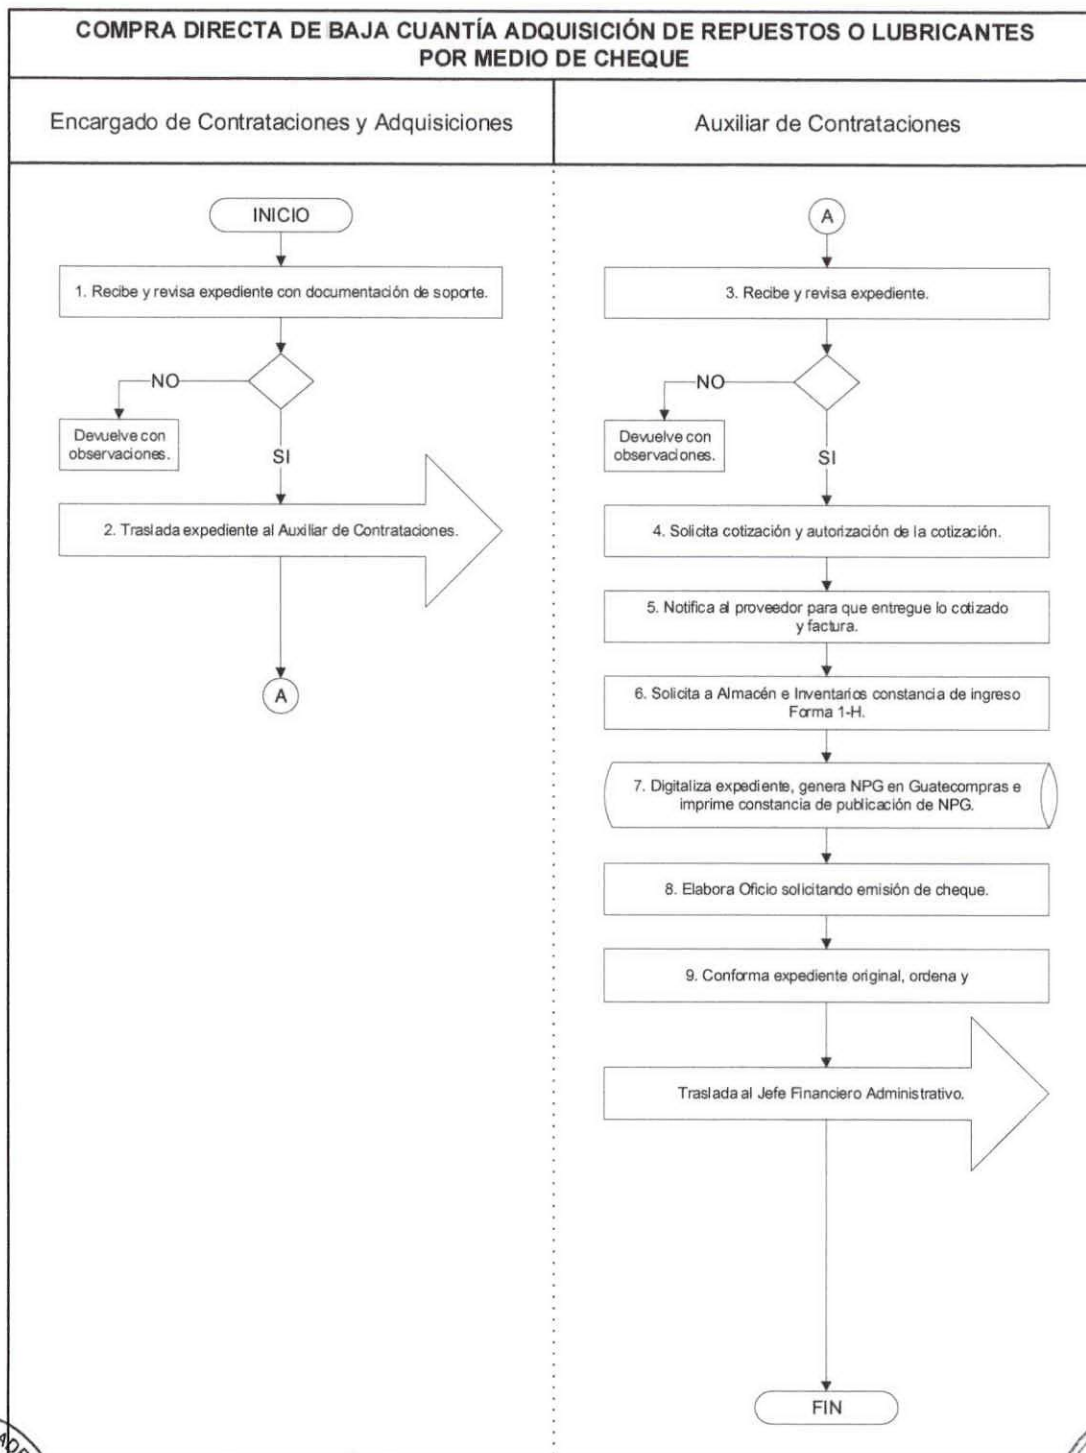 COMPRA DIRECTA DE BAJA CUANTÍA ADQUISICIÓN DE REPUESTOS O LUBRICANTES
POR MEDIO DE CHEQUE
Encargado de Contrataciones y Adquisiciones
Auxiliar de Contrataciones
INICIO
1. Recibe y revisa expediente con documentación de soporte.
NO
Devuelve con
observaciones.
SI
2. Traslada expediente al Auxiliar de Contrataciones.
A
A
3. Recibe y revisa expediente.
NO
Devuelve con
observaciones.
SI
4. Solicita cotización y autorización de la cotización.
5. Notifica al proveedor para que entregue lo cotizado
y factura.
6. Solicita a Almacén e Inventarios constancia de ingreso
Forma 1-H.
7. Digitaliza expediente, genera NPG en Guatecompras e
imprime constancia de publicación de NPG.
8. Elabora Oficio solicitando emisión de cheque.
9. Conforma expediente original, ordena y
Traslada al Jefe Financiero Administrativo.
FIN